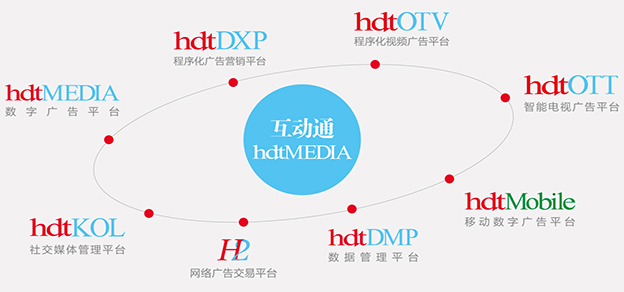 hdtOTV
程序化视频广告平台
hdtDXP
程序化广告营销平台
hdtMEDIA
数字广告平台
hdtOTT
智能电视广告平台
互动通
hdtMEDIA
hdtMobile
移动数字广告平台
hdtKOL
社交媒体管理平台
H2
网络广告交易平台
hdtDMP
数据管理平台